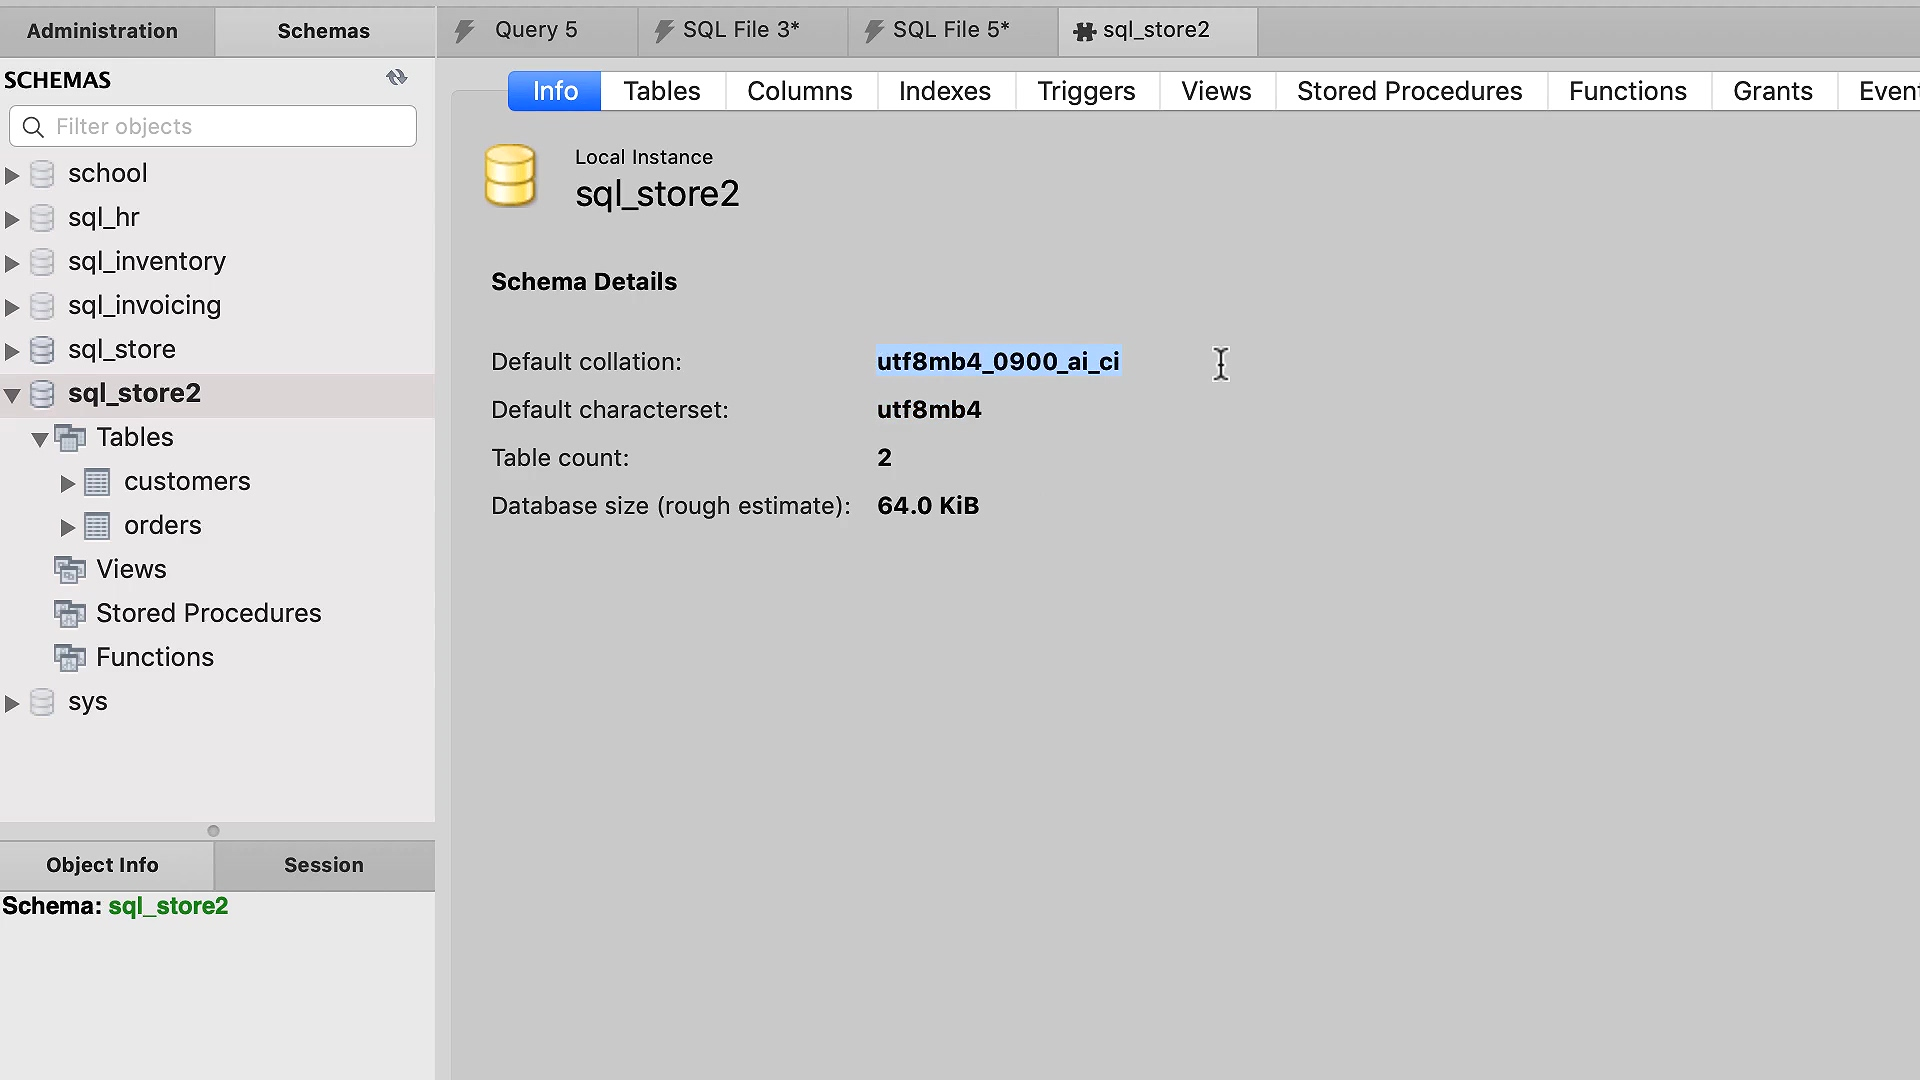 Administration
Schemas
Query 5
SQL File 3*
SQL File 5*
sql_store2
SCHEMAS
Filter objects
school
sql_hr
sql_inventory
sql_invoicing
sql_store
sql_store2
Tables
customers
orders
Views
Stored Procedures
Functions
sys
Object Info
Session
Schema: sql_store2
Info
Tables
Columns
Indexes
Triggers
Views
Stored Procedures
Functions
Grants
Event
Local Instance
sql_store2
Schema Details
Default collation: utf8mb4_0900_ai_ci
Default characterset: utf8mb4
Table count: 2
Database size (rough estimate): 64.0 KiB